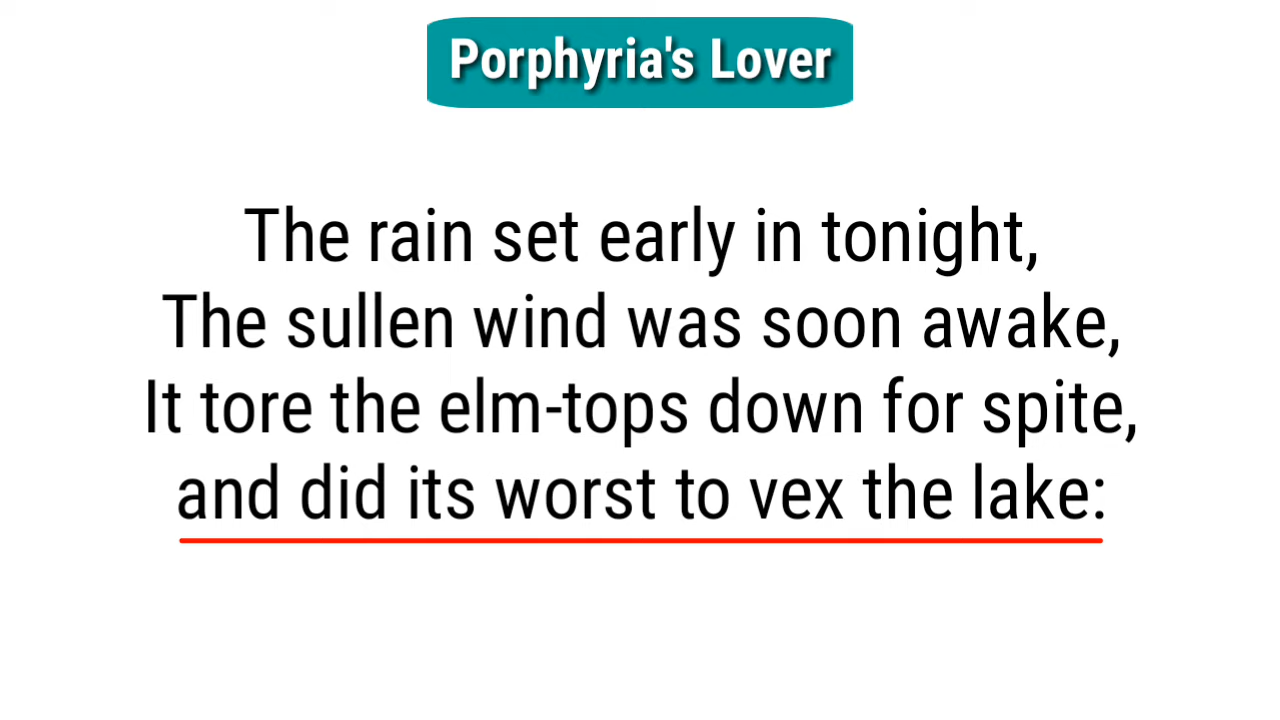 Porphyria's Lover
The rain set early in tonight,
The sullen wind was soon awake,
It tore the elm-tops down for spite,
and did its worst to vex the lake: